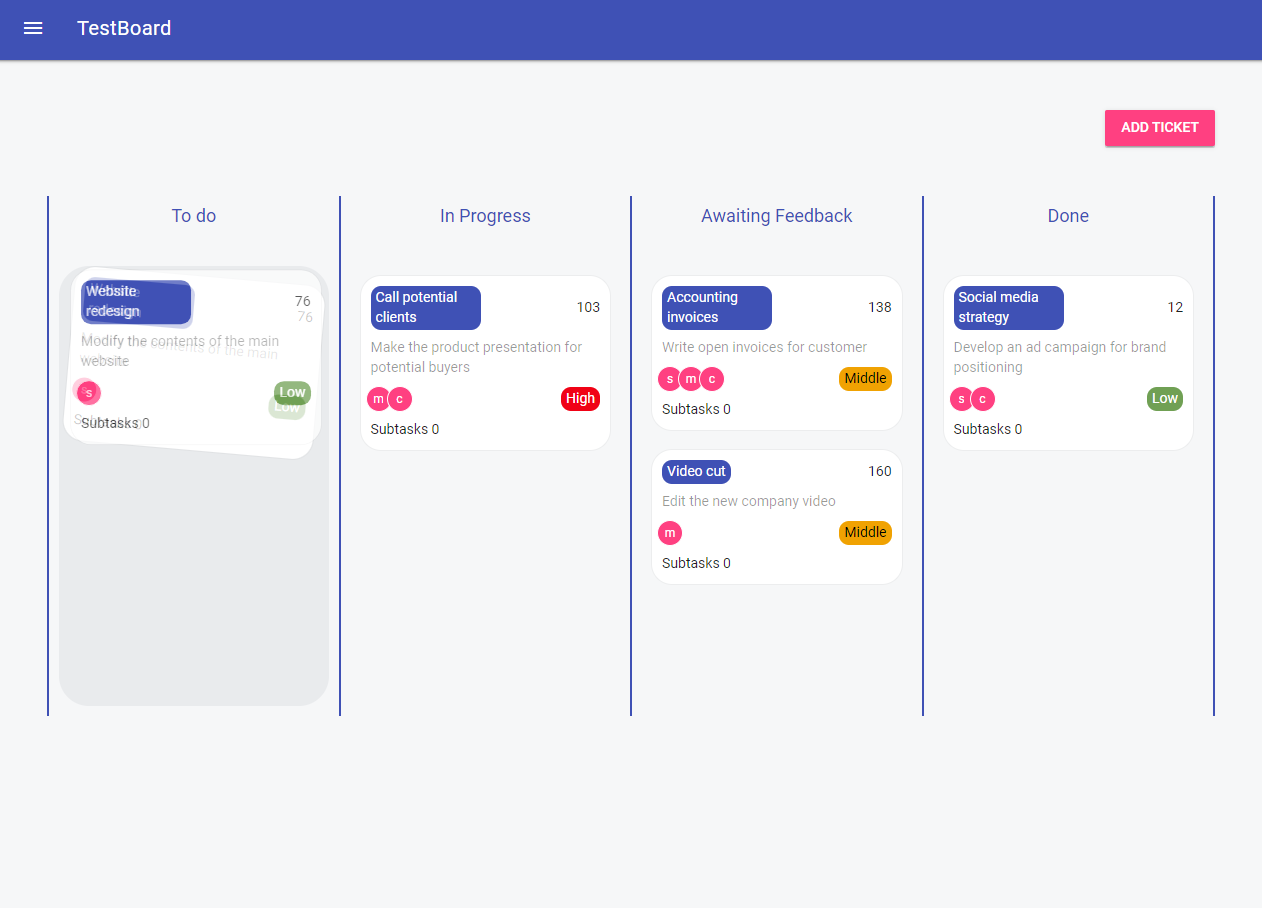 TestBoard
ADD TICKET
To do
In Progress
Awaiting Feedback
Done
Website
redesign
76
76
Modify the contents of the main
website
s
Low
Low
Subtasks 0
Call potential
clients
103
Make the product presentation for
potential buyers
m c
High
Subtasks 0
Accounting
invoices
138
Write open invoices for customer
s m c
Middle
Subtasks 0
Video cut
160
Edit the new company video
m
Middle
Subtasks 0
Social media
strategy
12
Develop an ad campaign for brand
positioning
s c
Low
Subtasks 0